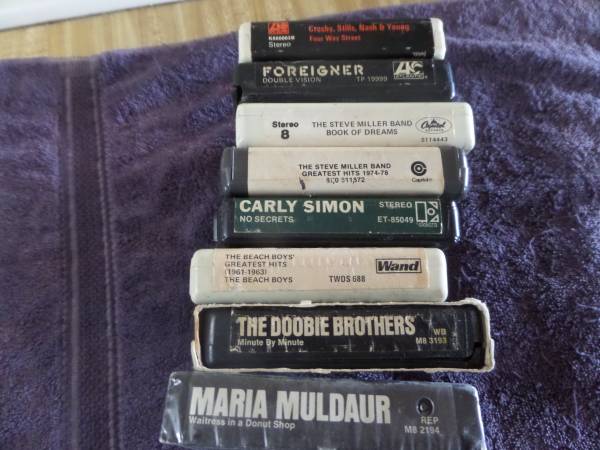 Crosby, Stills, Nash & Young
Four Way Street
Stereo
FOREIGNER
DOUBLE VISION
TP 19999
Stereo
8
THE STEVE MILLER BAND
BOOK OF DREAMS
Capitol
8114443
THE STEVE MILLER BAND
GREATEST HITS 1974-78
Capitol
CARLY SIMON
NO SECRETS
STEREO
ET-85049
THE BEACH BOYS'
GREATEST HITS
(1961-1963)
THE BEACH BOYS
TWDS 688
Wand
THE DOOBIE BROTHERS
Minute By Minute
WB
M8 3193
MARIA MULDAUR
Waitress in a Donut Shop
REP
M8 2194